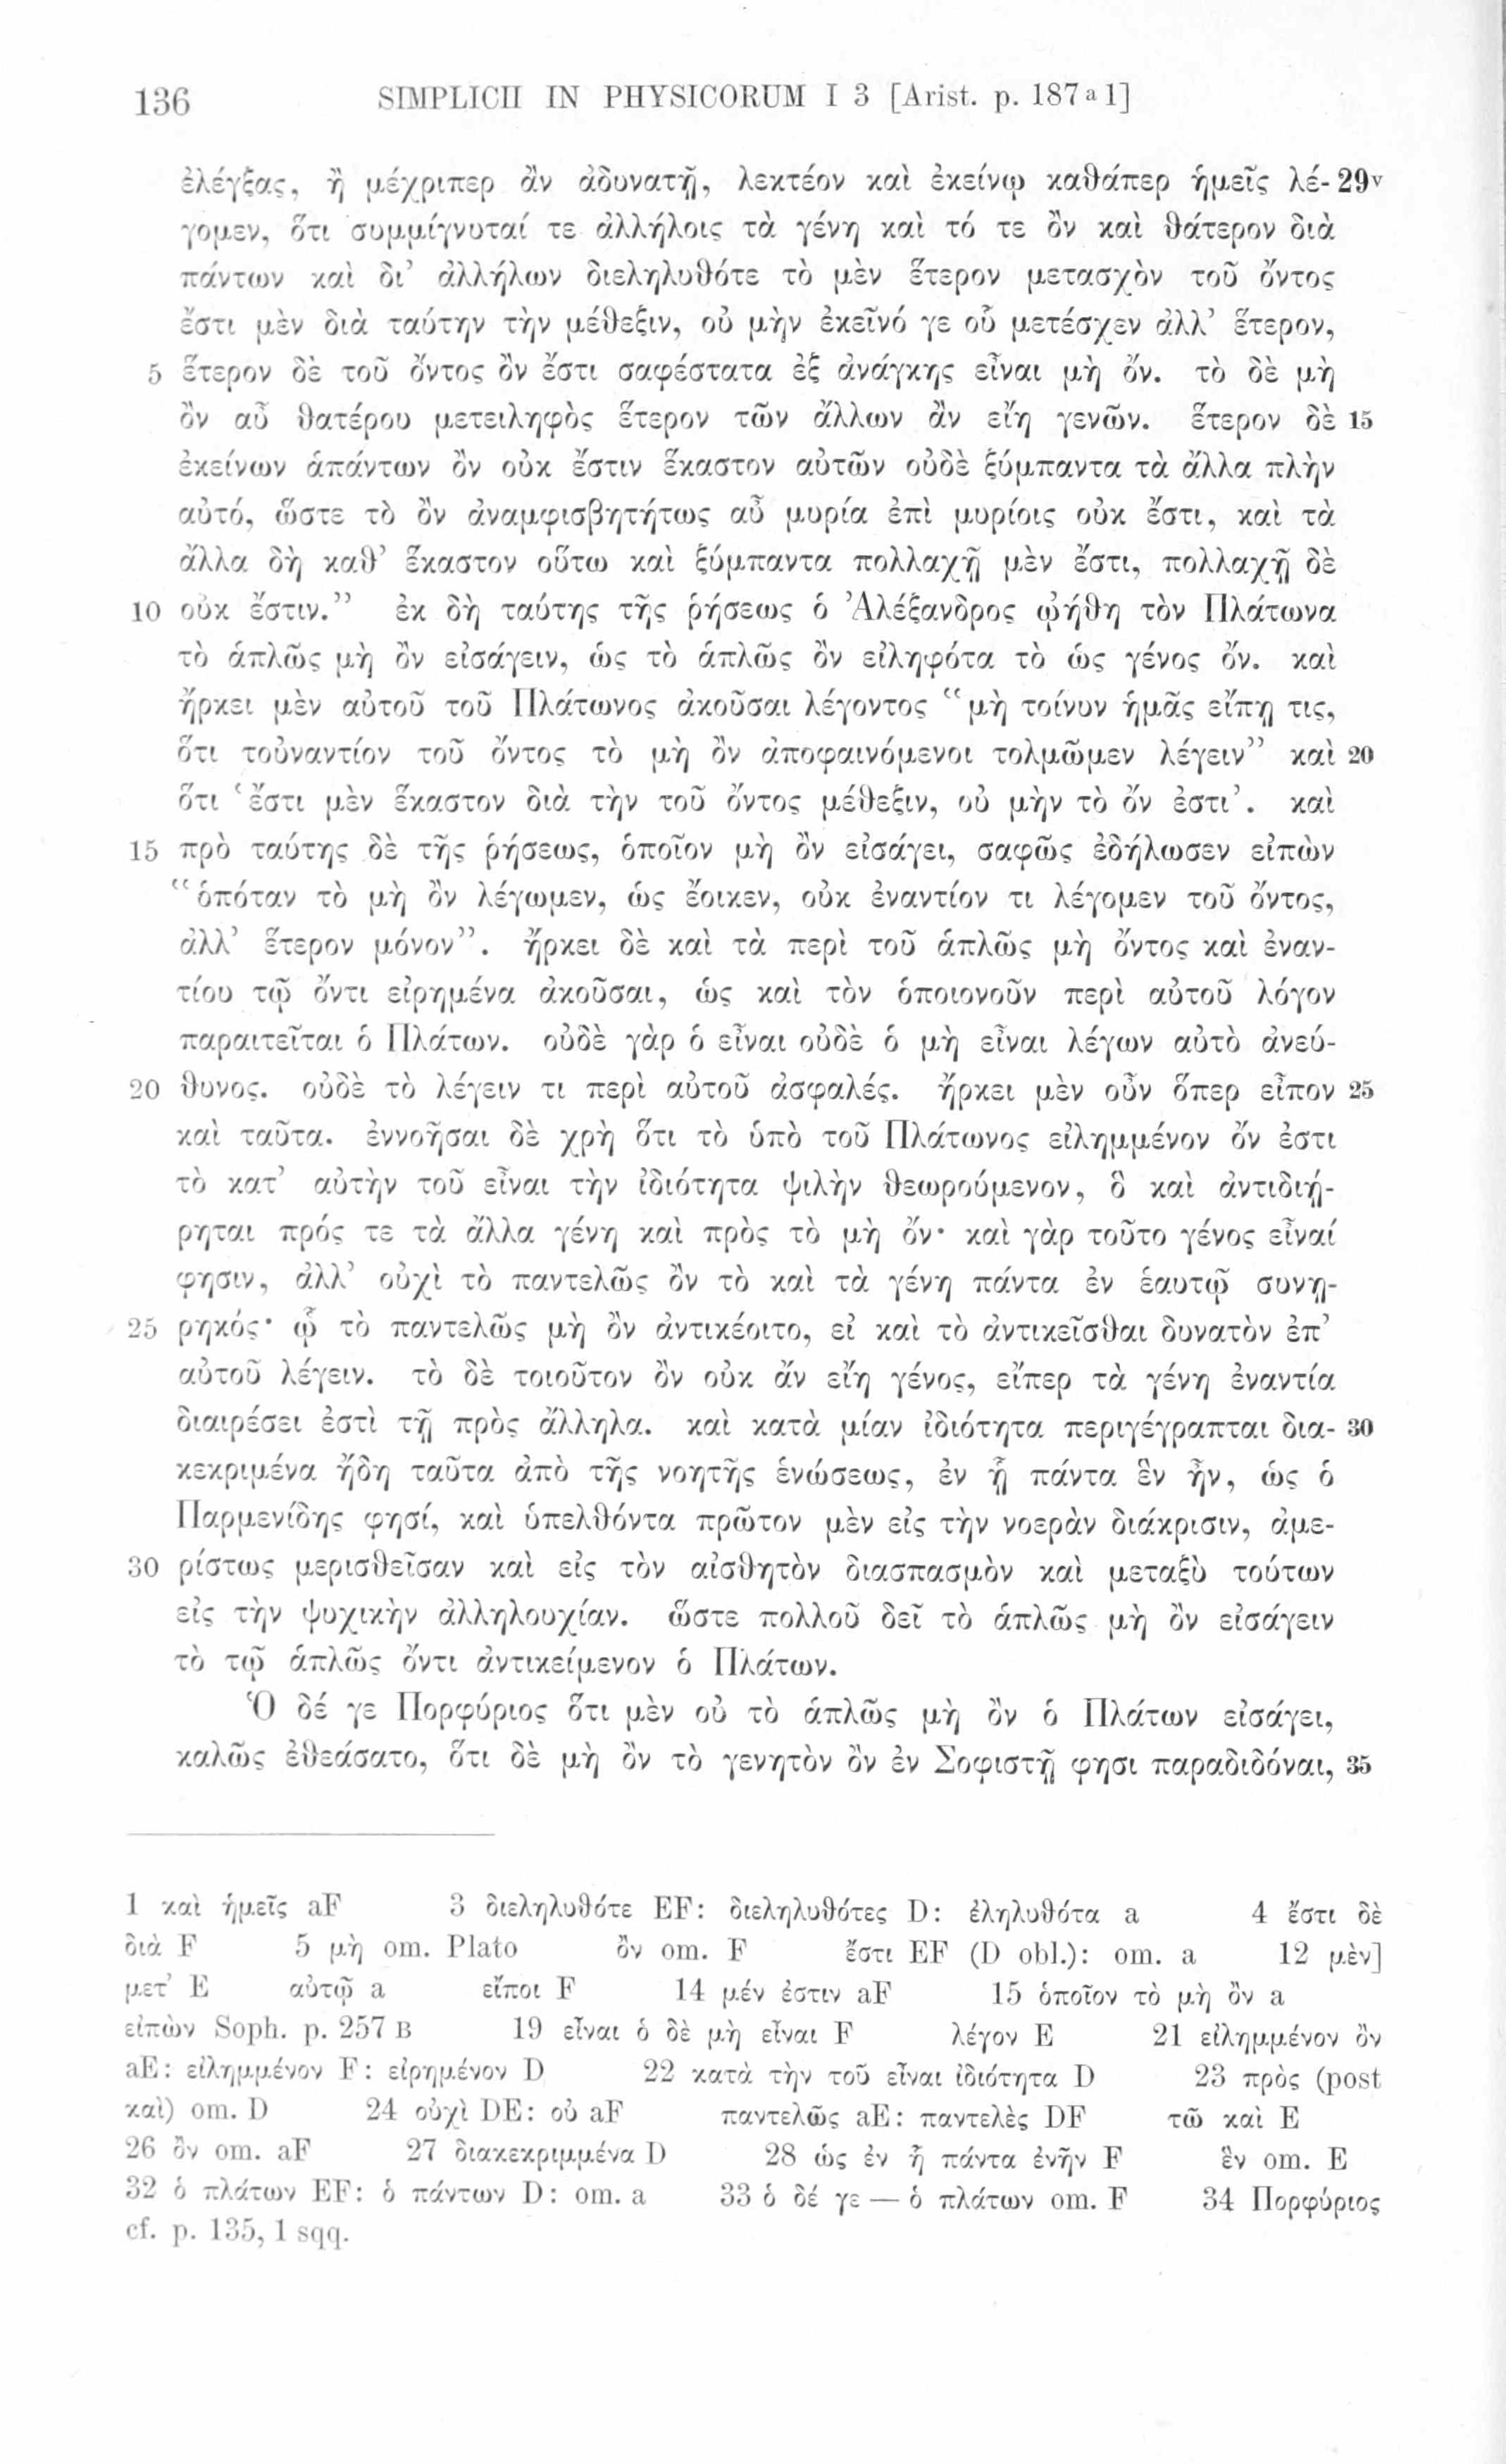 136 SIMPLICII IN PHYSICORUM I 3 [Arist. p. 187 a 1]
ἐλέγξας, ἢ μέχριπερ ἂν ἀδυνατῇ, λεκτέον καὶ ἐκείνῳ καθάπερ ἡμεῖς λέ- 29v
γομεν, ὅτι συμμίγνυταί τε ἀλλήλοις τὰ γένη καὶ τό τε ὂν καὶ θάτερον διὰ
πάντων καὶ δι’ ἀλλήλων διεληλυθότε τὸ μὲν ἕτερον μετασχὸν τοῦ ὄντος
ἔστι μὲν διὰ ταύτην τὴν μέθεξιν, οὐ μὴν ἐκεῖνό γε οὗ μετέσχεν ἀλλ’ ἕτερον,
5 ἕτερον δὲ τοῦ ὄντος ὂν ἔστι σαφέστατα ἐξ ἀνάγκης εἶναι μὴ ὄν. τὸ δὲ μὴ
ὂν αὖ θατέρου μετειληφὸς ἕτερον τῶν ἄλλων ἂν εἴη γενῶν. ἕτερον δὲ 15
ἐκείνων ἁπάντων ὂν οὐκ ἔστιν ἕκαστον αὐτῶν οὐδὲ ξύμπαντα τὰ ἄλλα πλὴν
αὐτό, ὥστε τὸ ὂν ἀναμφισβητήτως αὖ μυρία ἐπὶ μυρίοις οὐκ ἔστι, καὶ τὰ
ἄλλα δὴ καθ’ ἕκαστον οὕτω καὶ ξύμπαντα πολλαχῇ μὲν ἔστι, πολλαχῇ δὲ
10 οὐκ ἔστιν.” ἐκ δὴ ταύτης τῆς ῥήσεως ὁ Ἀλέξανδρος ᾠήθη τὸν Πλάτωνα
τὸ ἁπλῶς μὴ ὂν εἰσάγειν, ὡς τὸ ἁπλῶς ὂν εἰληφότα τὸ ὡς γένος ὄν. καὶ
ἤρκει μὲν αὐτοῦ τοῦ Πλάτωνος ἀκοῦσαι λέγοντος “μὴ τοίνυν ἡμᾶς εἴπῃ τις,
ὅτι τοὐναντίον τοῦ ὄντος τὸ μὴ ὂν ἀποφαινόμενοι τολμῶμεν λέγειν” καὶ 20
ὅτι ‘ἔστι μὲν ἕκαστον διὰ τὴν τοῦ ὄντος μέθεξιν, οὐ μὴν τὸ ὄν ἐστι’. καὶ
15 πρὸ ταύτης δὲ τῆς ῥήσεως, ὁποῖον μὴ ὂν εἰσάγει, σαφῶς ἐδήλωσεν εἰπὼν
“ὁπόταν τὸ μὴ ὂν λέγωμεν, ὡς ἔοικεν, οὐκ ἐναντίον τι λέγομεν τοῦ ὄντος,
ἀλλ’ ἕτερον μόνον”. ἤρκει δὲ καὶ τὰ περὶ τοῦ ἁπλῶς μὴ ὄντος καὶ ἐναν-
τίου τῷ ὄντι εἰρημένα ἀκοῦσαι, ὡς καὶ τὸν ὁποιονοῦν περὶ αὐτοῦ λόγον
παραιτεῖται ὁ Πλάτων. οὐδὲ γὰρ ὁ εἶναι οὐδὲ ὁ μὴ εἶναι λέγων αὐτὸ ἀνεύ-
20 θυνος. οὐδὲ τὸ λέγειν τι περὶ αὐτοῦ ἀσφαλές. ἤρκει μὲν οὖν ὅπερ εἶπον 25
καὶ ταῦτα. ἐννοῆσαι δὲ χρὴ ὅτι τὸ ὑπὸ τοῦ Πλάτωνος εἰλημμένον ὄν ἐστι
τὸ κατ’ αὐτὴν τοῦ εἶναι τὴν ἰδιότητα ψιλὴν θεωρούμενον, ὃ καὶ ἀντιδιῄ-
ρηται πρός τε τὰ ἄλλα γένη καὶ πρὸς τὸ μὴ ὄν· καὶ γὰρ τοῦτο γένος εἶναί
φησιν, ἀλλ’ οὐχὶ τὸ παντελῶς ὂν τὸ καὶ τὰ γένη πάντα ἐν ἑαυτῷ συνῃ-
25 ρηκός· ᾧ τὸ παντελῶς μὴ ὂν ἀντικέοιτο, εἰ καὶ τὸ ἀντικεῖσθαι δυνατὸν ἐπ’
αὐτοῦ λέγειν. τὸ δὲ τοιοῦτον ὂν οὐκ ἄν εἴη γένος, εἴπερ τὰ γένη ἐναντία
διαιρέσει ἐστὶ τῇ πρὸς ἄλληλα. καὶ κατὰ μίαν ἰδιότητα περιγέγραπται δια- 30
κεκριμένα ἤδη ταῦτα ἀπὸ τῆς νοητῆς ἑνώσεως, ἐν ᾗ πάντα ἓν ἦν, ὡς ὁ
Παρμενίδης φησί, καὶ ὑπελθόντα πρῶτον μὲν εἰς τὴν νοερὰν διάκρισιν, ἀμε-
30 ρίστως μερισθεῖσαν καὶ εἰς τὸν αἰσθητὸν διασπασμὸν καὶ μεταξὺ τούτων
εἰς τὴν ψυχικὴν ἀλληλουχίαν. ὥστε πολλοῦ δεῖ τὸ ἁπλῶς μὴ ὂν εἰσάγειν
τὸ τῷ ἁπλῶς ὄντι ἀντικείμενον ὁ Πλάτων.
Ὁ δέ γε Πορφύριος ὅτι μὲν οὐ τὸ ἁπλῶς μὴ ὂν ὁ Πλάτων εἰσάγει,
καλῶς ἐθεάσατο, ὅτι δὲ μὴ ὂν τὸ γενητὸν ὂν ἐν Σοφιστῇ φησι παραδιδόναι, 35
1 καὶ ἡμεῖς aF 3 διεληλυθότε EF: διεληλυθότες D: ἐληλυθότα a 4 ἔστι δὲ
διὰ F 5 μὴ om. Plato ὂν om. F ἔστι EF (D obl.): om. a 12 μὲν]
μετ’ E αὐτῷ a εἴποι F 14 μέν ἐστιν aF 15 ὁποῖον τὸ μὴ ὂν a
εἰπὼν Soph. p. 257 B 19 εἶναι ὁ δὲ μὴ εἶναι F λέγον E 21 εἰλημμένον ὂν
aE: εἰλημμένον F: εἰρημένον D 22 κατὰ τὴν τοῦ εἶναι ἰδιότητα D 23 πρὸς (post
καὶ) om. D 24 οὐχὶ DE: οὐ aF παντελῶς aE: παντελὲς DF τῶ καὶ E
26 ὂν om. aF 27 διακεκριμμένα D 28 ὡς ἐν ᾗ πάντα ἐνῆν F ἓν om. E
32 ὁ πλάτων EF: ὁ πάντων D: om. a 33 ὁ δέ γε — ὁ πλάτων om. F 34 Πορφύριος
cf. p. 135, 1 sqq.